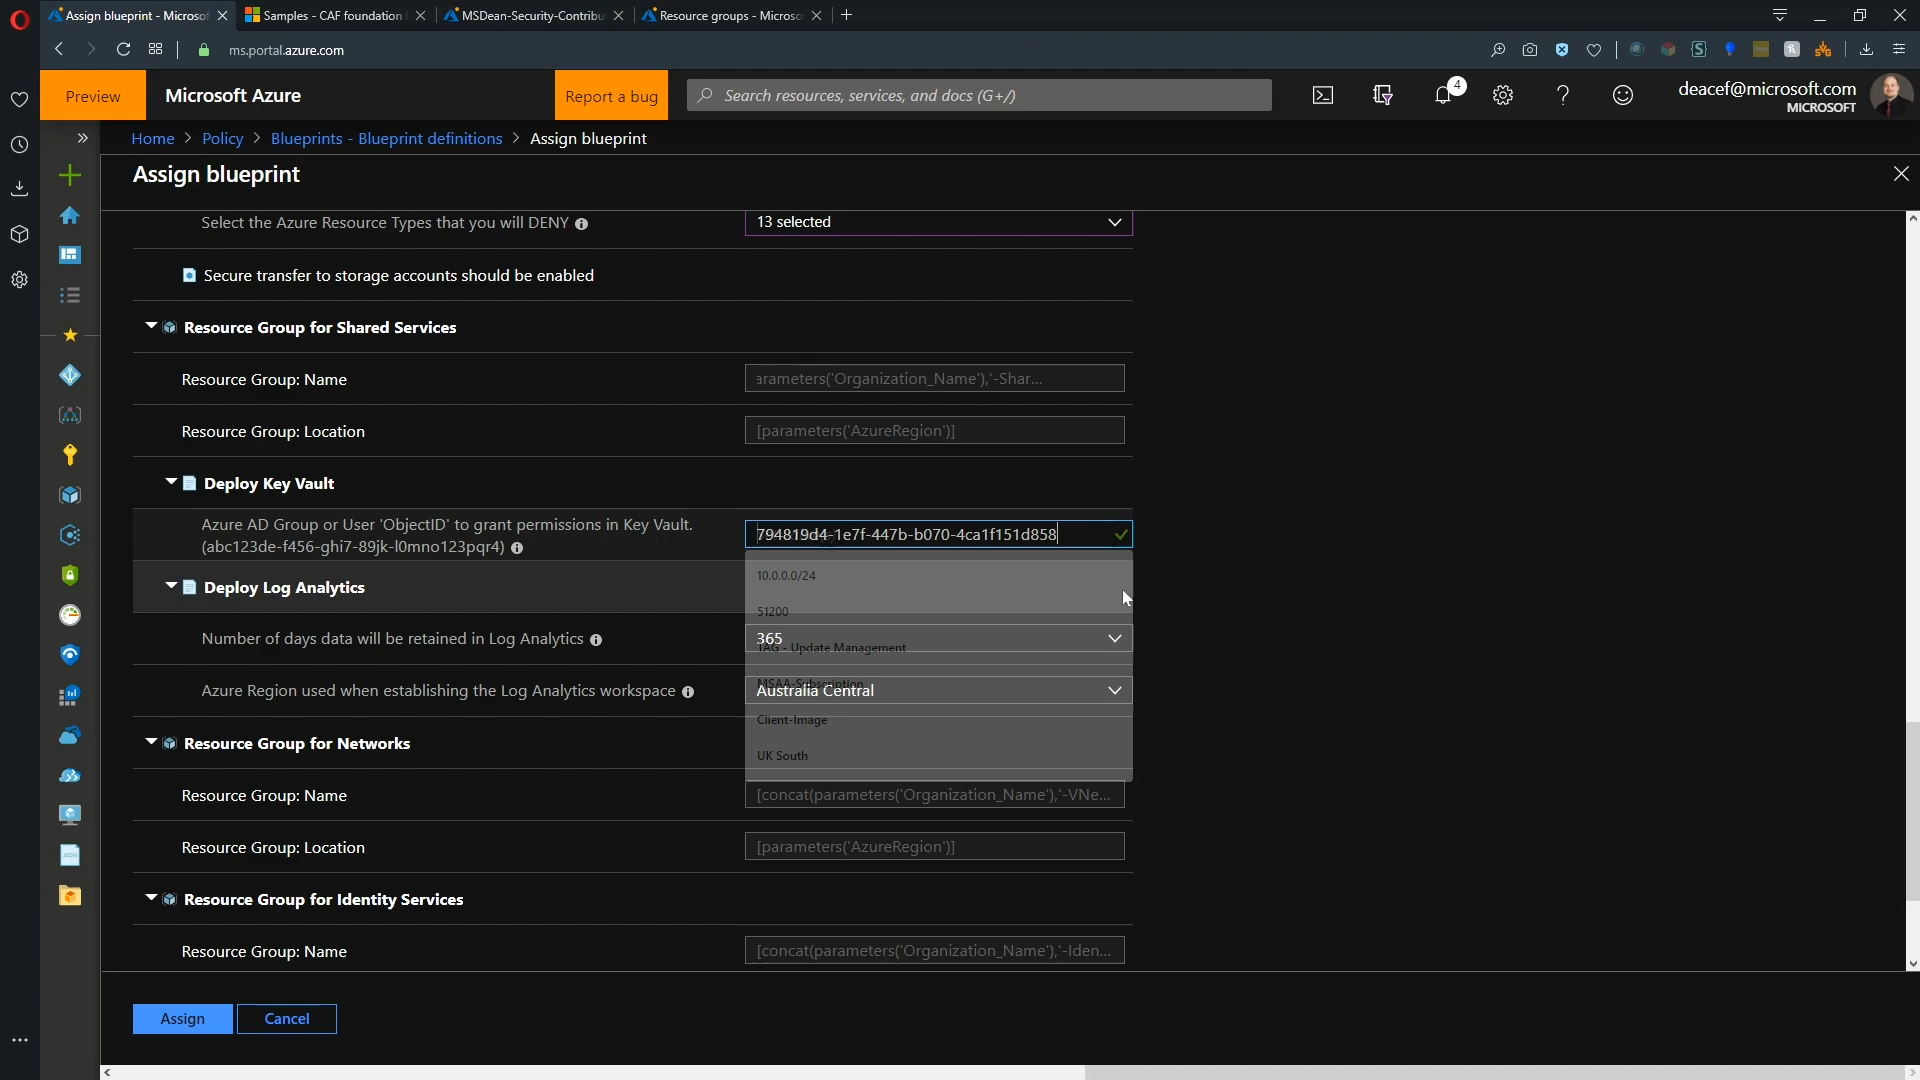 Assign blueprint - Microsof
Samples - CAF foundation
MSDean-Security-Contribu
Resource groups - Microso
ms.portal.azure.com
Preview
Microsoft Azure
Report a bug
Search resources, services, and docs (G+/)
4
deacef@microsoft.com
MICROSOFT
Home > Policy > Blueprints - Blueprint definitions > Assign blueprint
Assign blueprint
Select the Azure Resource Types that you will DENY
13 selected
Secure transfer to storage accounts should be enabled
Resource Group for Shared Services
Resource Group: Name
arameters('Organization_Name'),'-Shar...
Resource Group: Location
[parameters('AzureRegion')]
Deploy Key Vault
Azure AD Group or User 'ObjectID' to grant permissions in Key Vault.
(abc123de-f456-ghi7-89jk-l0mno123pqr4)
794819d4-1e7f-447b-b070-4ca1f151d858
10.0.0.0/24
Deploy Log Analytics
51200
Number of days data will be retained in Log Analytics
365
TAG - Update Management
MSAA-Subscription
Azure Region used when establishing the Log Analytics workspace
Australia Central
Client-Image
Resource Group for Networks
UK South
Resource Group: Name
[concat(parameters('Organization_Name'),'-VNe...
Resource Group: Location
[parameters('AzureRegion')]
Resource Group for Identity Services
Resource Group: Name
[concat(parameters('Organization_Name'),'-Iden...
Assign
Cancel